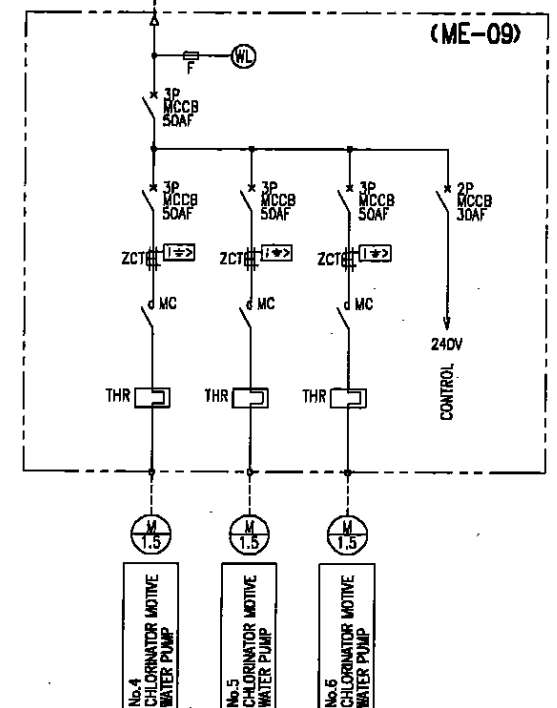 (ME-09)
WL
F
3P
MCCB
50AF
3P
MCCB
50AF
3P
MCCB
50AF
3P
MCCB
50AF
2P
MCCB
30AF
ZCT
ZCT
ZCT
MC
MC
MC
240V
CONTROL
THR
THR
THR
M
1.5
M
1.5
M
1.5
No.4
CHLORINATOR MOTIVE
WATER PUMP
No.5
CHLORINATOR MOTIVE
WATER PUMP
No.6
CHLORINATOR MOTIVE
WATER PUMP